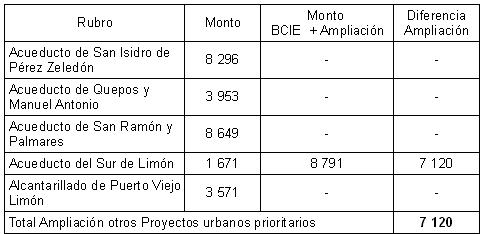 Rubro Monto Monto BCIE + Ampliación Diferencia Ampliación
Acueducto de San Isidro de
Pérez Zeledón 8 296 - -
Acueducto de Quepos y
Manuel Antonio 3 953 - -
Acueducto de San Ramón y
Palmares 8 649 - -
Acueducto del Sur de Limón 1 671 8 791 7 120
Alcantarillado de Puerto Viejo
Limón 3 571 - -
Total Ampliación otros Proyectos urbanos prioritarios 7 120